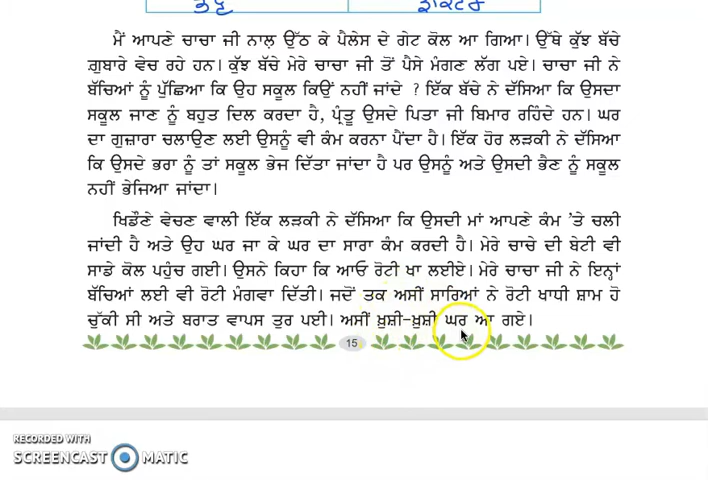 ਡਾਕਟਰ
ਮੈਂ ਆਪਣੇ ਚਾਚਾ ਜੀ ਨਾਲ਼ ਉੱਠ ਕੇ ਪੈਲੇਸ ਦੇ ਗੇਟ ਕੋਲ ਆ ਗਿਆ। ਉੱਥੇ ਕੁੱਝ ਬੱਚੇ
ਗੁਬਾਰੇ ਵੇਚ ਰਹੇ ਹਨ। ਕੁੱਝ ਬੱਚੇ ਮੇਰੇ ਚਾਚਾ ਜੀ ਤੋਂ ਪੈਸੇ ਮੰਗਣ ਲੱਗ ਪਏ। ਚਾਚਾ ਜੀ ਨੇ
ਬੱਚਿਆਂ ਨੂੰ ਪੁੱਛਿਆ ਕਿ ਉਹ ਸਕੂਲ ਕਿਉਂ ਨਹੀਂ ਜਾਂਦੇ ? ਇੱਕ ਬੱਚੇ ਨੇ ਦੱਸਿਆ ਕਿ ਉਸਦਾ
ਸਕੂਲ ਜਾਣ ਨੂੰ ਬਹੁਤ ਦਿਲ ਕਰਦਾ ਹੈ, ਪ੍ਰੰਤੂ ਉਸਦੇ ਪਿਤਾ ਜੀ ਬਿਮਾਰ ਰਹਿੰਦੇ ਹਨ। ਘਰ
ਦਾ ਗੁਜ਼ਾਰਾ ਚਲਾਉਣ ਲਈ ਉਸਨੂੰ ਵੀ ਕੰਮ ਕਰਨਾ ਪੈਂਦਾ ਹੈ। ਇੱਕ ਹੋਰ ਲੜਕੀ ਨੇ ਦੱਸਿਆ
ਕਿ ਉਸਦੇ ਭਰਾ ਨੂੰ ਤਾਂ ਸਕੂਲ ਭੇਜ ਦਿੱਤਾ ਜਾਂਦਾ ਹੈ ਪਰ ਉਸਨੂੰ ਅਤੇ ਉਸਦੀ ਭੈਣ ਨੂੰ ਸਕੂਲ
ਨਹੀਂ ਭੇਜਿਆ ਜਾਂਦਾ।
ਖਿਡੌਣੇ ਵੇਚਣ ਵਾਲੀ ਇੱਕ ਲੜਕੀ ਨੇ ਦੱਸਿਆ ਕਿ ਉਸਦੀ ਮਾਂ ਆਪਣੇ ਕੰਮ 'ਤੇ ਚਲੀ
ਜਾਂਦੀ ਹੈ ਅਤੇ ਉਹ ਘਰ ਜਾ ਕੇ ਘਰ ਦਾ ਸਾਰਾ ਕੰਮ ਕਰਦੀ ਹੈ। ਮੇਰੇ ਚਾਚੇ ਦੀ ਬੇਟੀ ਵੀ
ਸਾਡੇ ਕੋਲ ਪਹੁੰਚ ਗਈ। ਉਸਨੇ ਕਿਹਾ ਕਿ ਆਓ ਰੋਟੀ ਖਾ ਲਈਏ। ਮੇਰੇ ਚਾਚਾ ਜੀ ਨੇ ਇਨ੍ਹਾਂ
ਬੱਚਿਆਂ ਲਈ ਵੀ ਰੋਟੀ ਮੰਗਵਾ ਦਿੱਤੀ। ਜਦੋਂ ਤਕ ਅਸੀਂ ਸਾਰਿਆਂ ਨੇ ਰੋਟੀ ਖਾਧੀ ਸ਼ਾਮ ਹੋ
ਚੁੱਕੀ ਸੀ ਅਤੇ ਬਰਾਤ ਵਾਪਸ ਤੁਰ ਪਈ। ਅਸੀਂ ਖ਼ੁਸ਼ੀ-ਖ਼ੁਸ਼ੀ ਘਰ ਆ ਗਏ।
15
RECORDED WITH
SCREENCAST MATIC